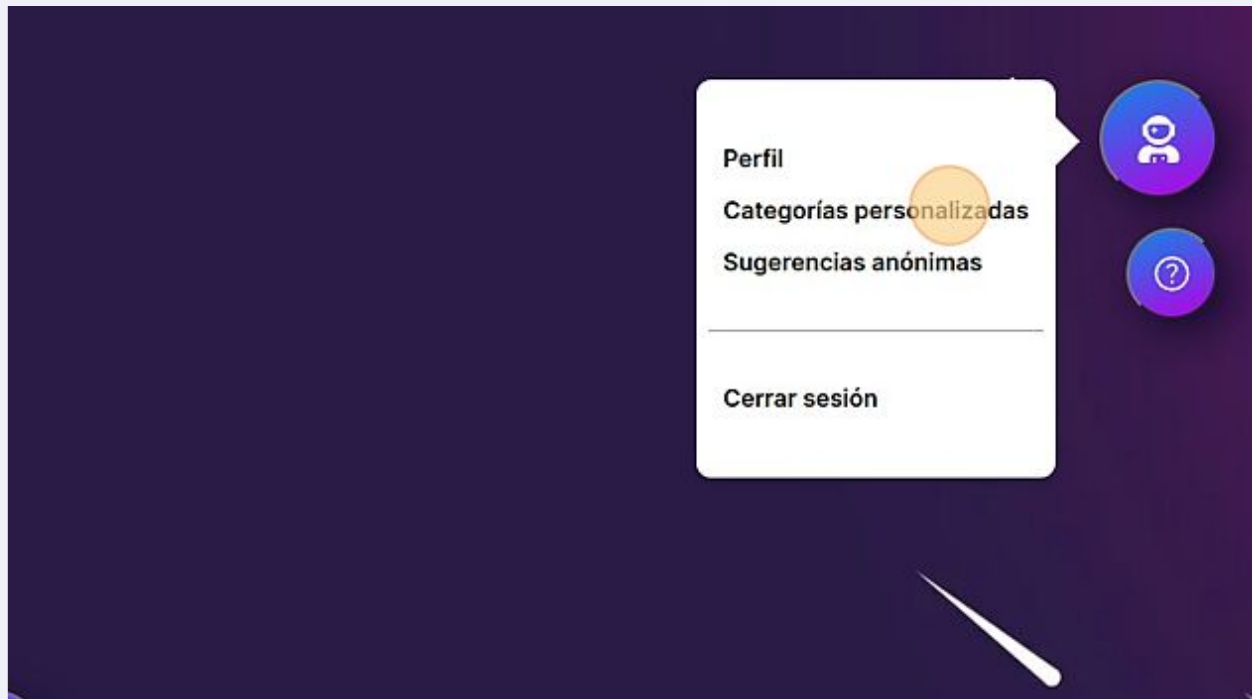 Perfil
Categorías personalizadas
Sugerencias anónimas
Cerrar sesión